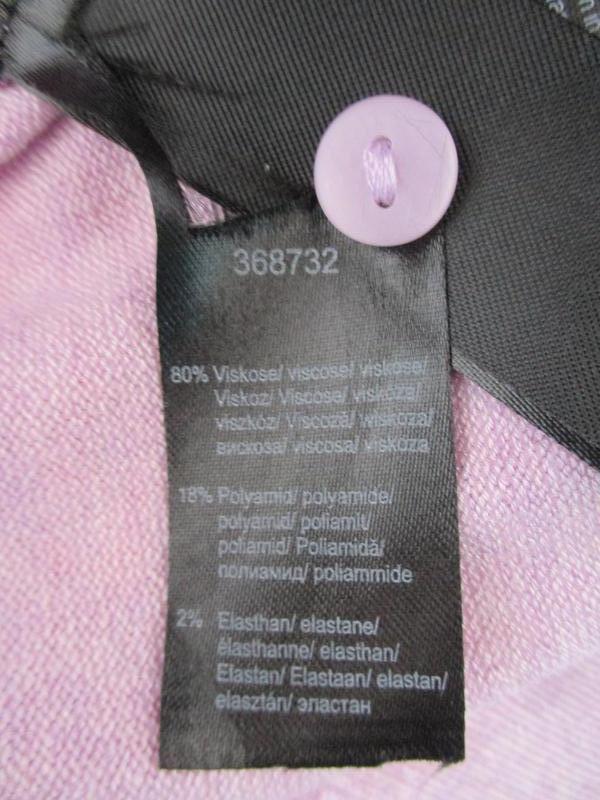 368732
80% Viskose/ viscose/ viskose/
Viskoz/ Viscose/ viskóza/
viszkóz/ Viscoză/ wiskoza/
вискоза/ viscosa/ viskoza
18% Polyamid/ polyamide/
polyamid/ poliamit/
poliamid/ Poliamidă/
полиамид/ poliammide
2% Elasthan/ elastane/
élasthanne/ elasthan/
Elastan/ Elastaan/ elastan/
elasztán/ эластан